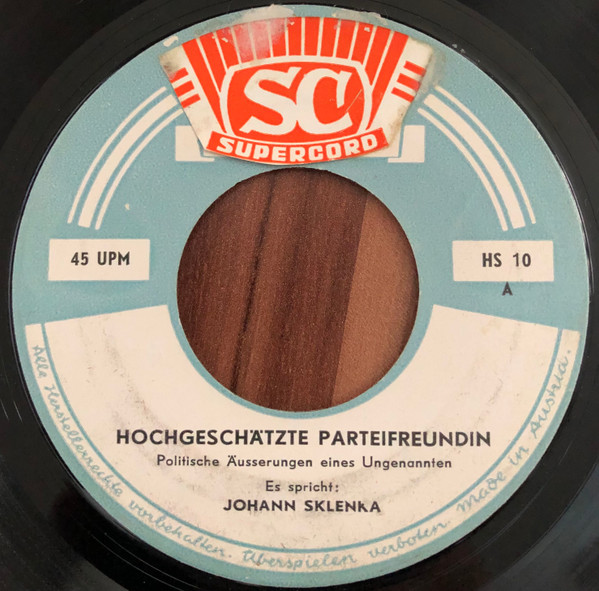 SC
SUPERCORD
45 UPM
HS 10
A
HOCHGESCHÄTZTE PARTEIFREUNDIN
Politische Äusserungen eines Ungenannten
Es spricht:
JOHANN SKLENKA
Alle Herstellerrechte vorbehalten. Überspielen verboten. Made in Austria.